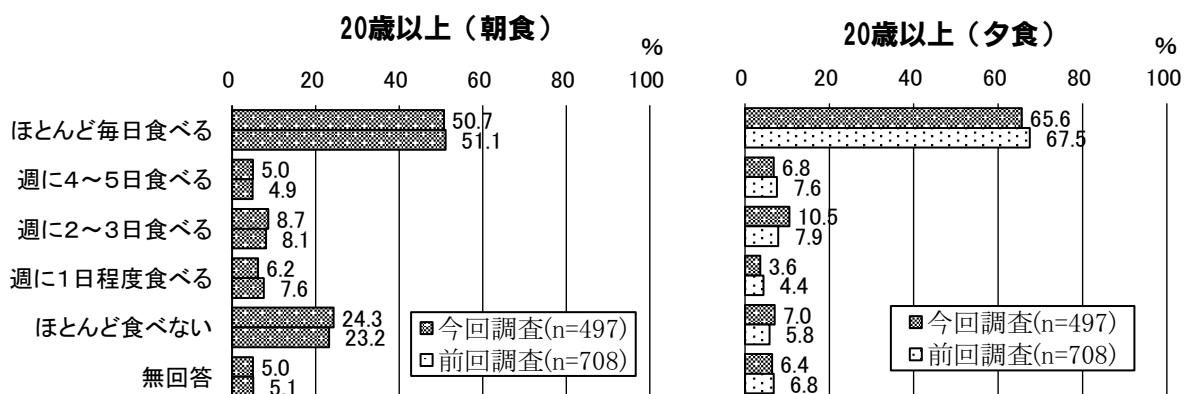 20歳以上（朝食）
%
0 20 40 60 80 100
ほとんど毎日食べる 50.7
51.1
週に4～5日食べる 5.0
4.9
週に2～3日食べる 8.7
8.1
週に1日程度食べる 6.2
7.6
ほとんど食べない 24.3
23.2
無回答 5.0
5.1
今回調査(n=497)
前回調査(n=708)
20歳以上（夕食）
%
0 20 40 60 80 100
65.6
67.5
6.8
7.6
10.5
7.9
3.6
4.4
7.0
5.8
6.4
6.8
今回調査(n=497)
前回調査(n=708)